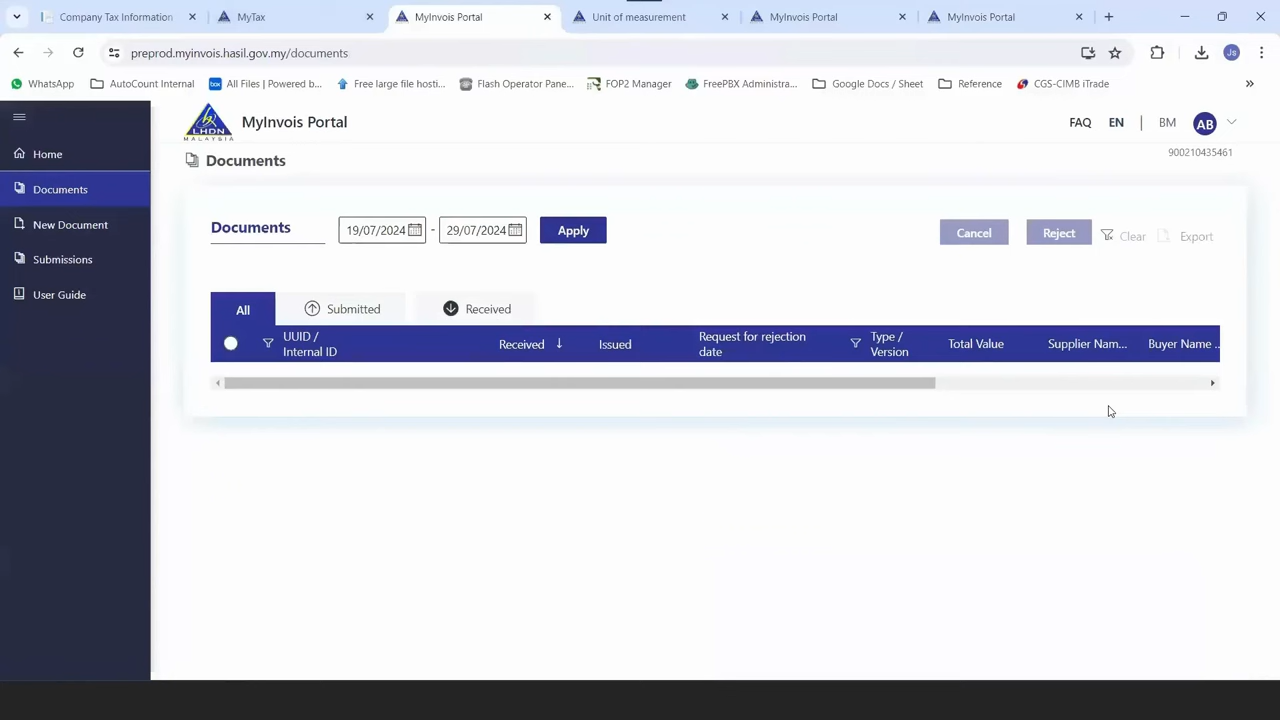 Company Tax Information
MyTax
MyInvois Portal
Unit of measurement
MyInvois Portal
MyInvois Portal
preprod.myinvois.hasil.gov.my/documents
Js
WhatsApp
AutoCount Internal
box
All Files | Powered b...
Free large file hosti...
Flash Operator Pane...
FOP2 Manager
FreePBX Administra...
Google Docs / Sheet
Reference
CGS-CIMB iTrade
LHDN
MALAYSIA
MyInvois Portal
FAQ
EN
|
BM
AB
900210435461
Home
Documents
New Document
Submissions
User Guide
Documents
Documents
19/07/2024
-
29/07/2024
Apply
Cancel
Reject
Clear
Export
All
Submitted
Received
UUID /
Internal ID
Received
Issued
Request for rejection
date
Type /
Version
Total Value
Supplier Nam...
Buyer Name ..